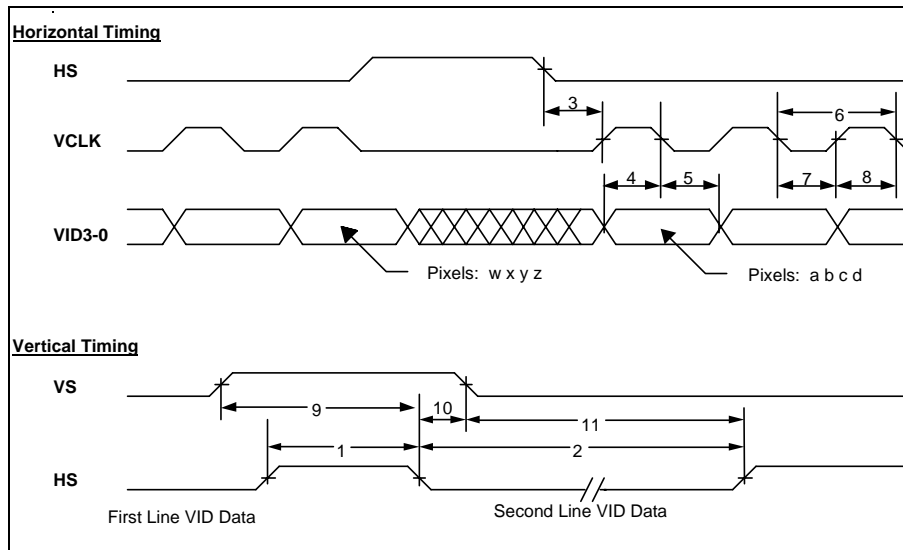 Horizontal Timing
HS
3
6
VCLK
4
5
7
8
VID3-0
Pixels: w x y z
Pixels: a b c d
Vertical Timing
VS
9
10
11
1
2
HS
First Line VID Data
Second Line VID Data